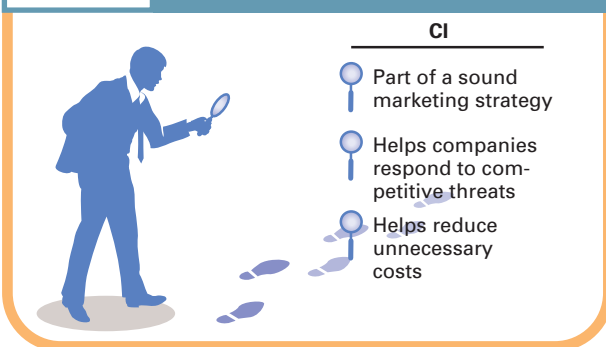 CI
Part of a sound
marketing strategy
Helps companies
respond to com-
petitive threats
Helps reduce
unnecessary
costs